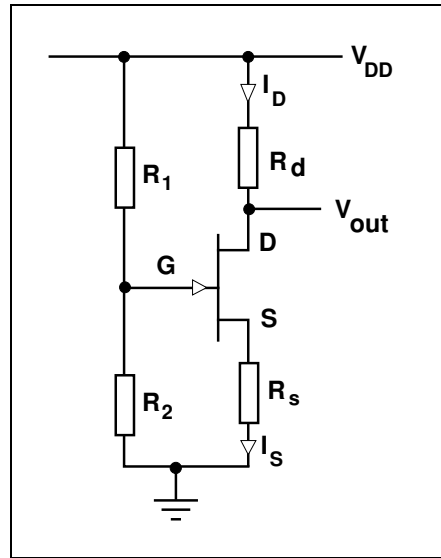 V_DD
I_D
R_1
R_d
V_out
G
D
S
R_2
R_s
I_S